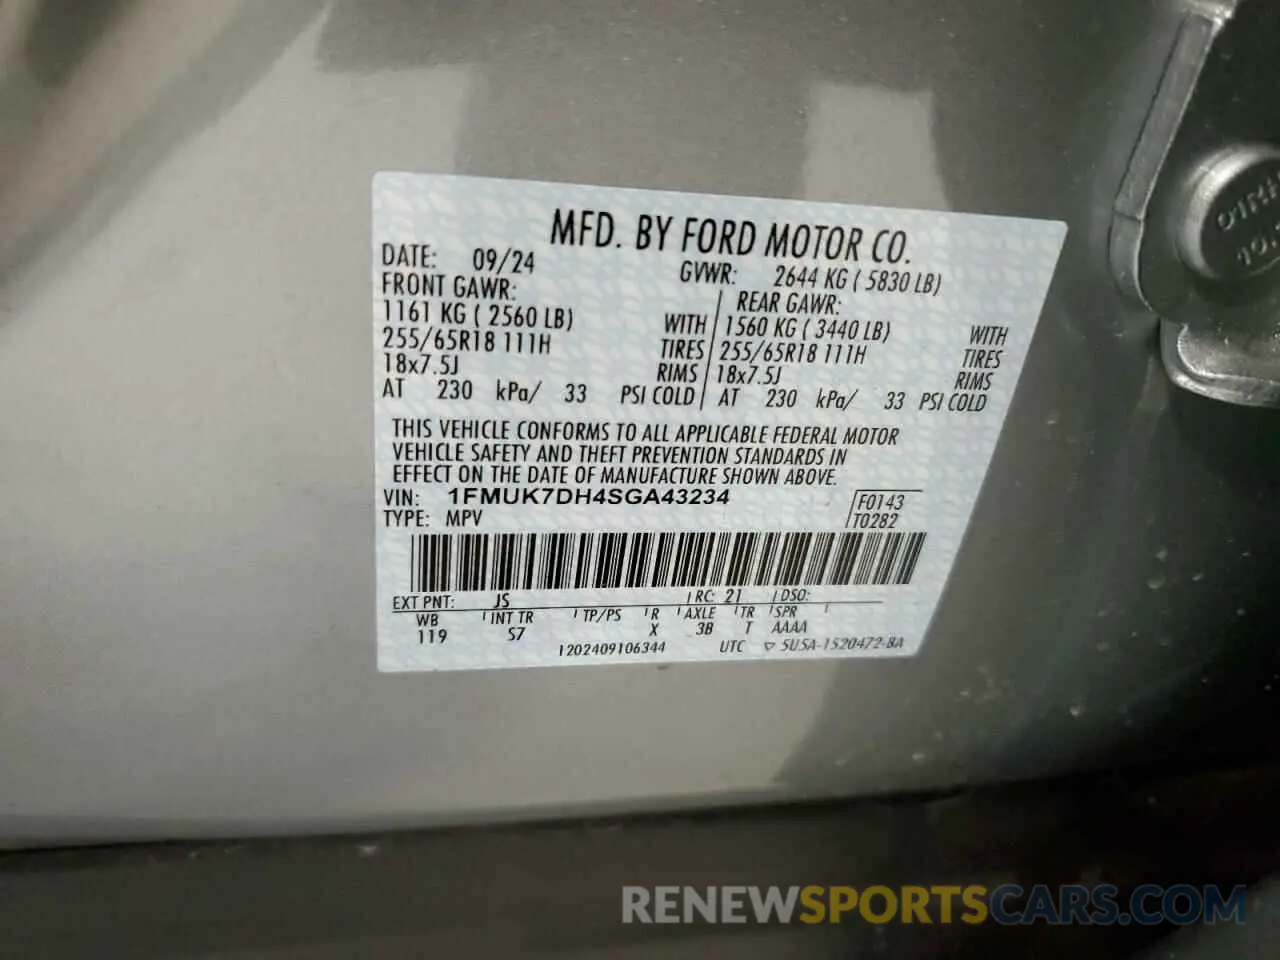 MFD. BY FORD MOTOR CO.
DATE: 09/24 GVWR: 2644 KG ( 5830 LB)
FRONT GAWR: REAR GAWR:
1161 KG ( 2560 LB) WITH 1560 KG ( 3440 LB) WITH
255/65R18 111H TIRES 255/65R18 111H TIRES
18x7.5J RIMS 18x7.5J RIMS
AT 230 kPa/ 33 PSI COLD AT 230 kPa/ 33 PSI COLD
THIS VEHICLE CONFORMS TO ALL APPLICABLE FEDERAL MOTOR
VEHICLE SAFETY AND THEFT PREVENTION STANDARDS IN
EFFECT ON THE DATE OF MANUFACTURE SHOWN ABOVE.
VIN: 1FMUK7DH4SGA43234 F0143
TYPE: MPV T0282
EXT PNT: JS RC: 21 DSO:
WB INT TR TP/PS R AXLE TR SPR
119 S7 X 3B T AAAA
1202409106344 UTC ▽ 5U5A-1520472-BA
RENEWSPORTSCARS.COM